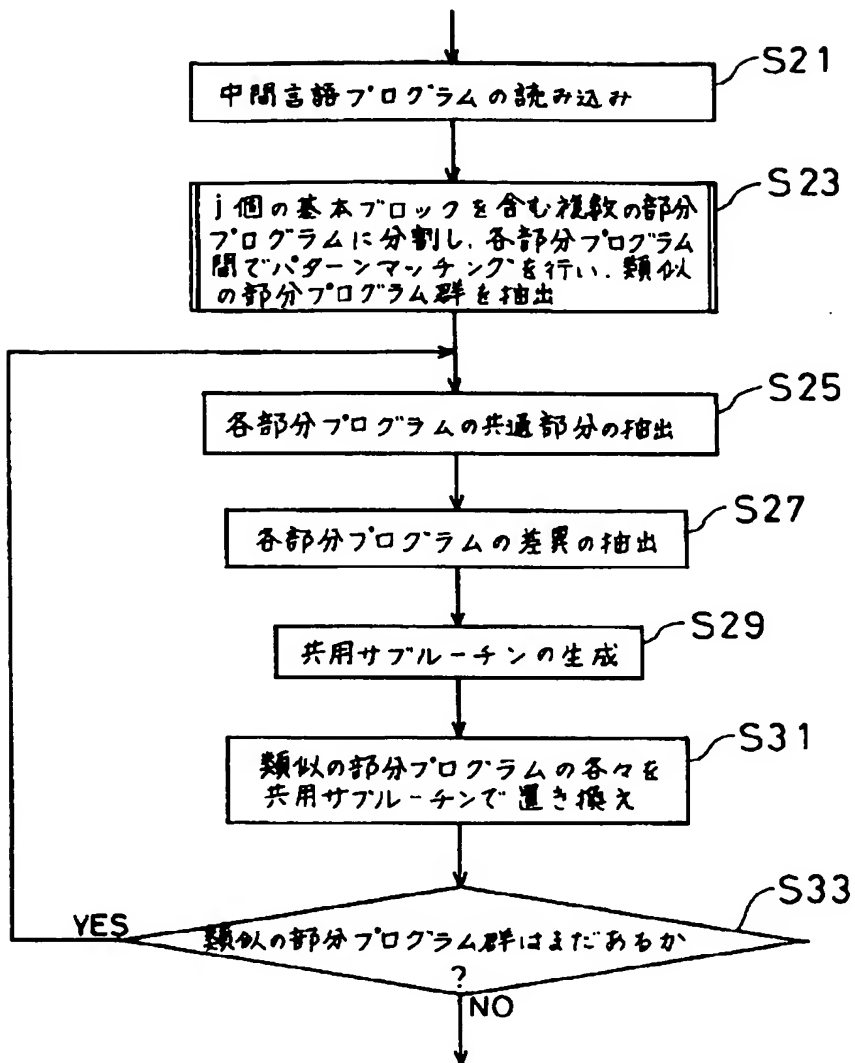 S21
中間言語プログラムの読み込み
S23
j個の基本ブロックを含む複数の部分
プログラムに分割し、各部分プログラム
間でパターンマッチングを行い、類似
の部分プログラム群を抽出
S25
各部分プログラムの共通部分の抽出
S27
各部分プログラムの差異の抽出
S29
共用サブルーチンの生成
S31
類似の部分プログラムの各々を
共用サブルーチンで置き換え
S33
YES
類似の部分プログラム群はまだあるか
?
NO